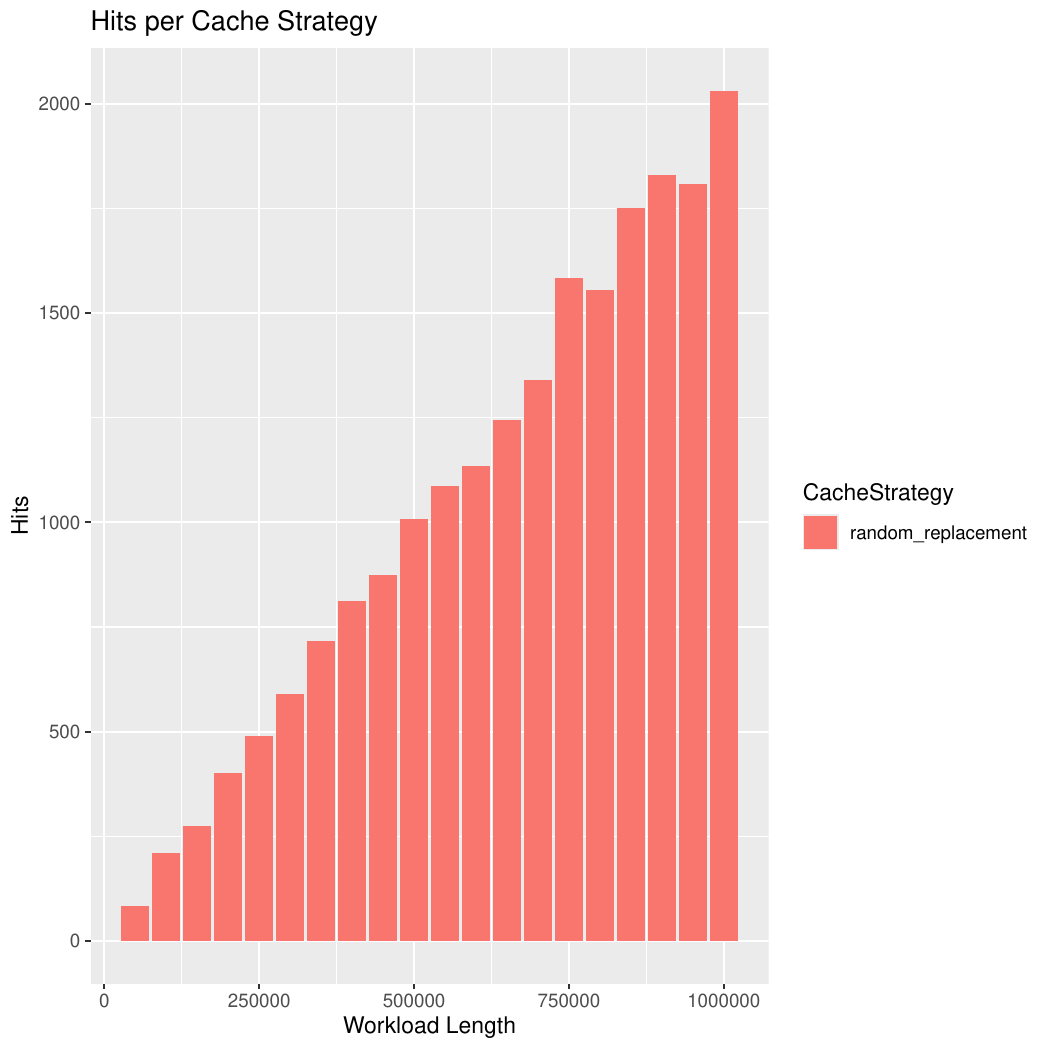 Hits per Cache Strategy
2000
1500
1000
500
0
Hits
0 250000 500000 750000 1000000
Workload Length
CacheStrategy
random_replacement